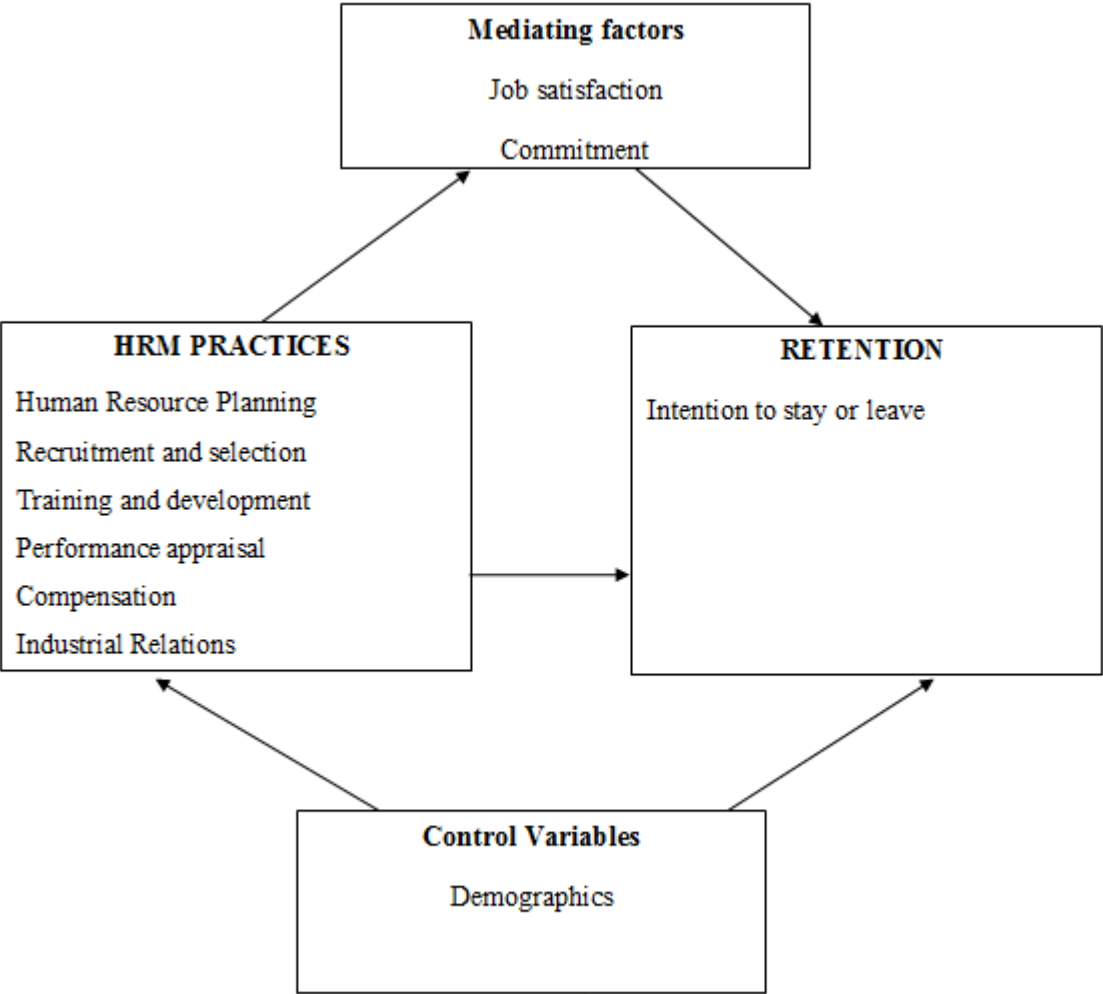 Mediating factors
Job satisfaction
Commitment
HRM PRACTICES
Human Resource Planning
Recruitment and selection
Training and development
Performance appraisal
Compensation
Industrial Relations
RETENTION
Intention to stay or leave
Control Variables
Demographics